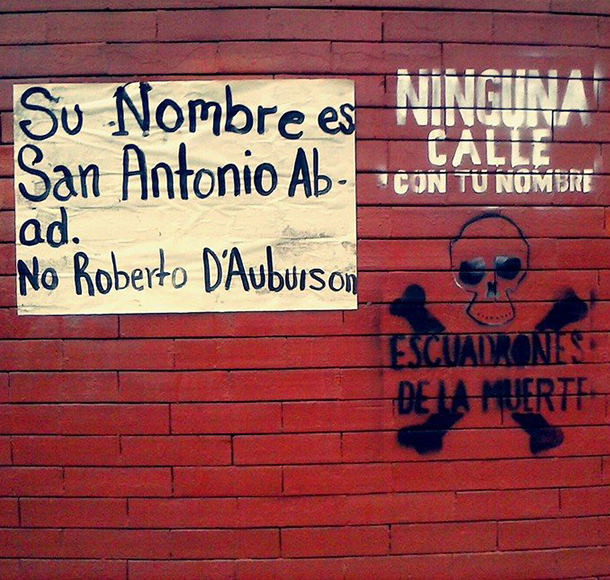 Su Nombre es
San Antonio Ab-
ad.
No Roberto D'Aubuison
NINGUNA
CALLE
CON TU NOMBRE
ESCUADRONES
DE LA MUERTE